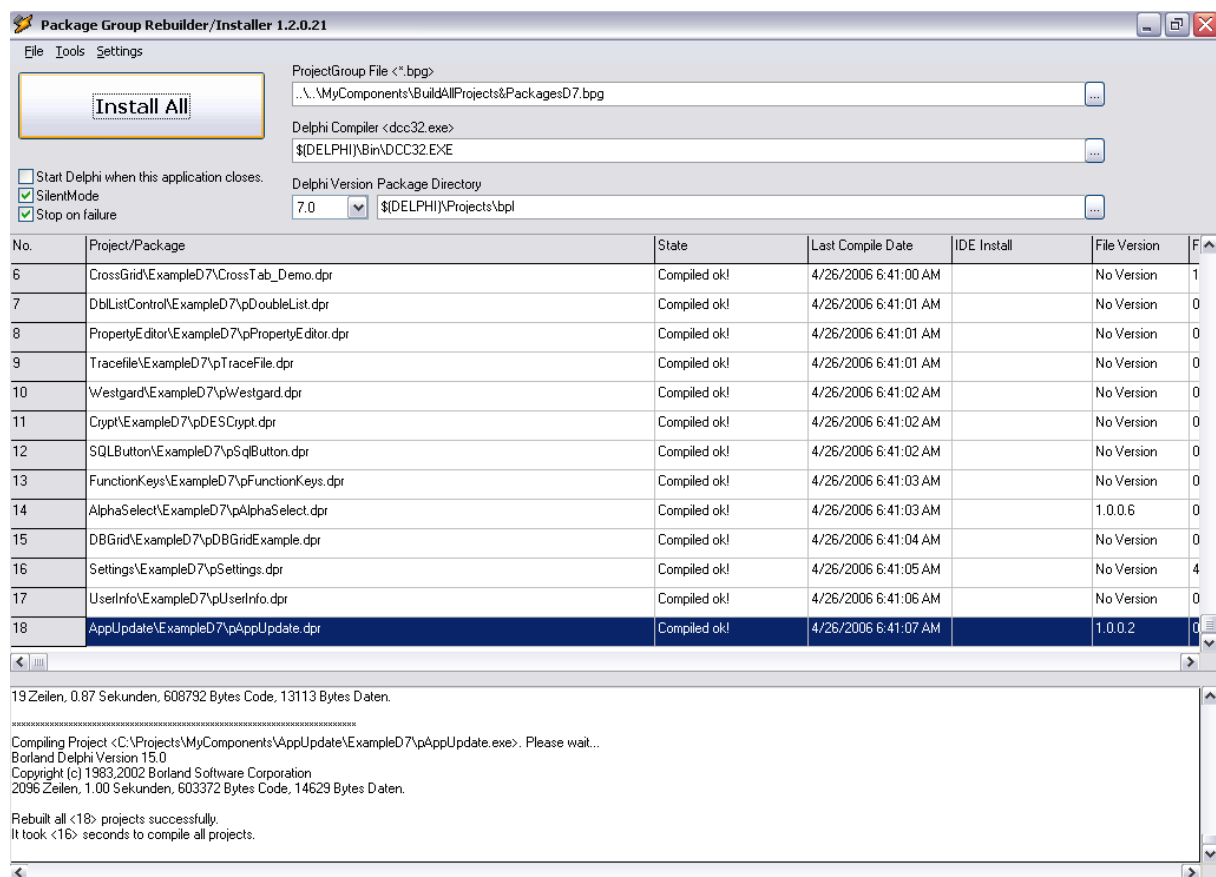 Package Group Rebuilder/Installer 1.2.0.21
File Tools Settings
Install All
Start Delphi when this application closes.
SilentMode
Stop on failure
ProjectGroup File <*.bpg>
..\..\MyComponents\BuildAllProjects&PackagesD7.bpg
...
Delphi Compiler <dcc32.exe>
$(DELPHI)\Bin\DCC32.EXE
...
Delphi Version Package Directory
7.0 $(DELPHI)\Projects\bpl
...
No. Project/Package State Last Compile Date IDE Install File Version F
6 CrossGrid\ExampleD7\CrossTab_Demo.dpr Compiled ok! 4/26/2006 6:41:00 AM No Version 1
7 DblListControl\ExampleD7\pDoubleList.dpr Compiled ok! 4/26/2006 6:41:01 AM No Version 0
8 PropertyEditor\ExampleD7\pPropertyEditor.dpr Compiled ok! 4/26/2006 6:41:01 AM No Version 0
9 Tracefile\ExampleD7\pTraceFile.dpr Compiled ok! 4/26/2006 6:41:01 AM No Version 0
10 Westgard\ExampleD7\pWestgard.dpr Compiled ok! 4/26/2006 6:41:02 AM No Version 0
11 Crypt\ExampleD7\pDESCrypt.dpr Compiled ok! 4/26/2006 6:41:02 AM No Version 0
12 SQLButton\ExampleD7\pSqlButton.dpr Compiled ok! 4/26/2006 6:41:02 AM No Version 0
13 FunctionKeys\ExampleD7\pFunctionKeys.dpr Compiled ok! 4/26/2006 6:41:03 AM No Version 0
14 AlphaSelect\ExampleD7\pAlphaSelect.dpr Compiled ok! 4/26/2006 6:41:03 AM 1.0.0.6 0
15 DBGrid\ExampleD7\pDBGridExample.dpr Compiled ok! 4/26/2006 6:41:04 AM No Version 0
16 Settings\ExampleD7\pSettings.dpr Compiled ok! 4/26/2006 6:41:05 AM No Version 4
17 UserInfo\ExampleD7\pUserInfo.dpr Compiled ok! 4/26/2006 6:41:06 AM No Version 0
18 AppUpdate\ExampleD7\pAppUpdate.dpr Compiled ok! 4/26/2006 6:41:07 AM 1.0.0.2 0
19 Zeilen, 0.87 Sekunden, 608792 Bytes Code, 13113 Bytes Daten.
Compiling Project <C:\Projects\MyComponents\AppUpdate\ExampleD7\pAppUpdate.exe>. Please wait...
Borland Delphi Version 15.0
Copyright (c) 1983,2002 Borland Software Corporation
2096 Zeilen, 1.00 Sekunden, 603372 Bytes Code, 14629 Bytes Daten.
Rebuilt all <18> projects successfully.
It took <16> seconds to compile all projects.